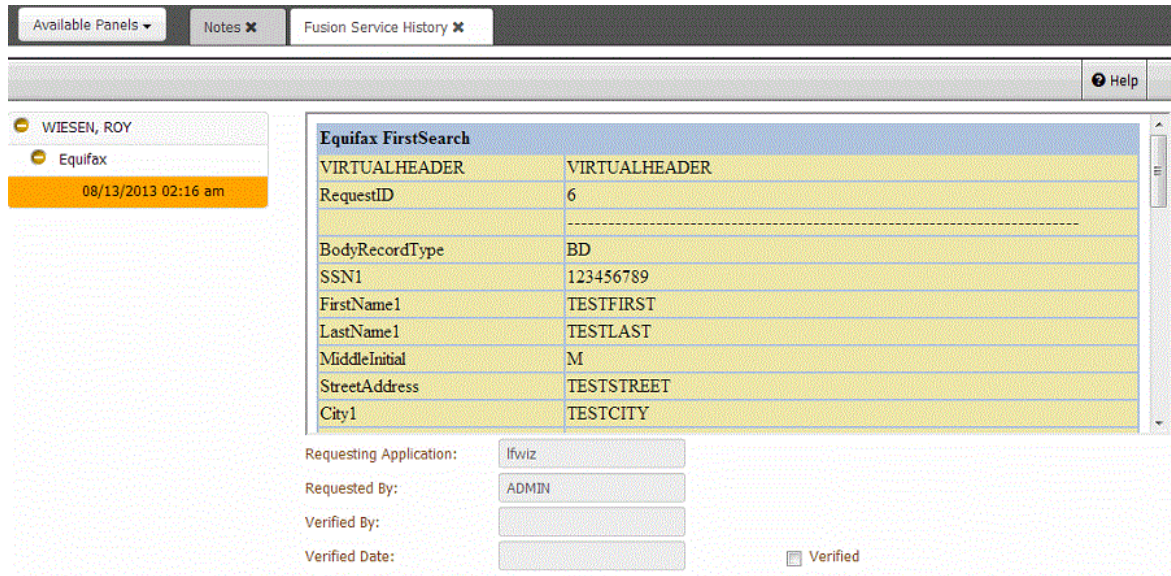 Available Panels
Notes ✖
Fusion Service History ✖
Help
WIESEN, ROY
Equifax
08/13/2013 02:16 am
Equifax FirstSearch
VIRTUALHEADER VIRTUALHEADER
RequestID 6
--------------------------------------------------------------------------------
BodyRecordType BD
SSN1 123456789
FirstName1 TESTFIRST
LastName1 TESTLAST
MiddleInitial M
StreetAddress TESTSTREET
City1 TESTCITY
Requesting Application: lfwiz
Requested By: ADMIN
Verified By:
Verified Date: Verified